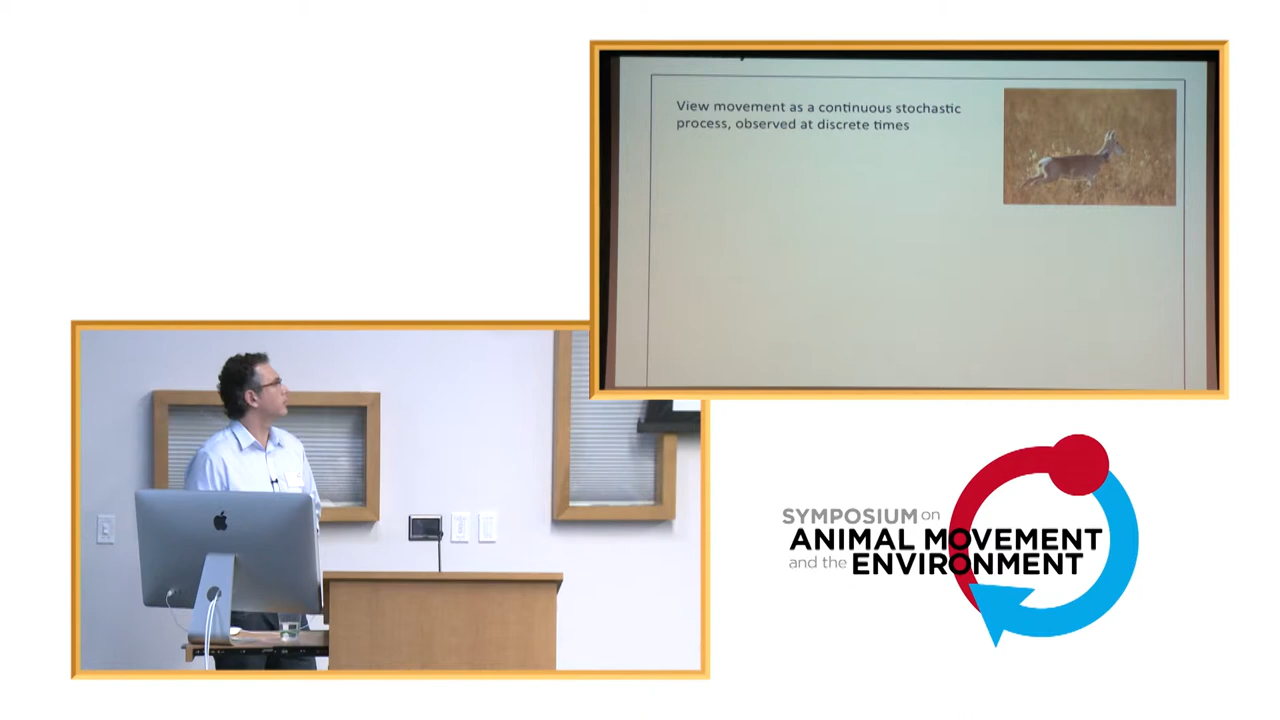 View movement as a continuous stochastic
process, observed at discrete times
SYMPOSIUM on
ANIMAL MOVEMENT
and the ENVIRONMENT